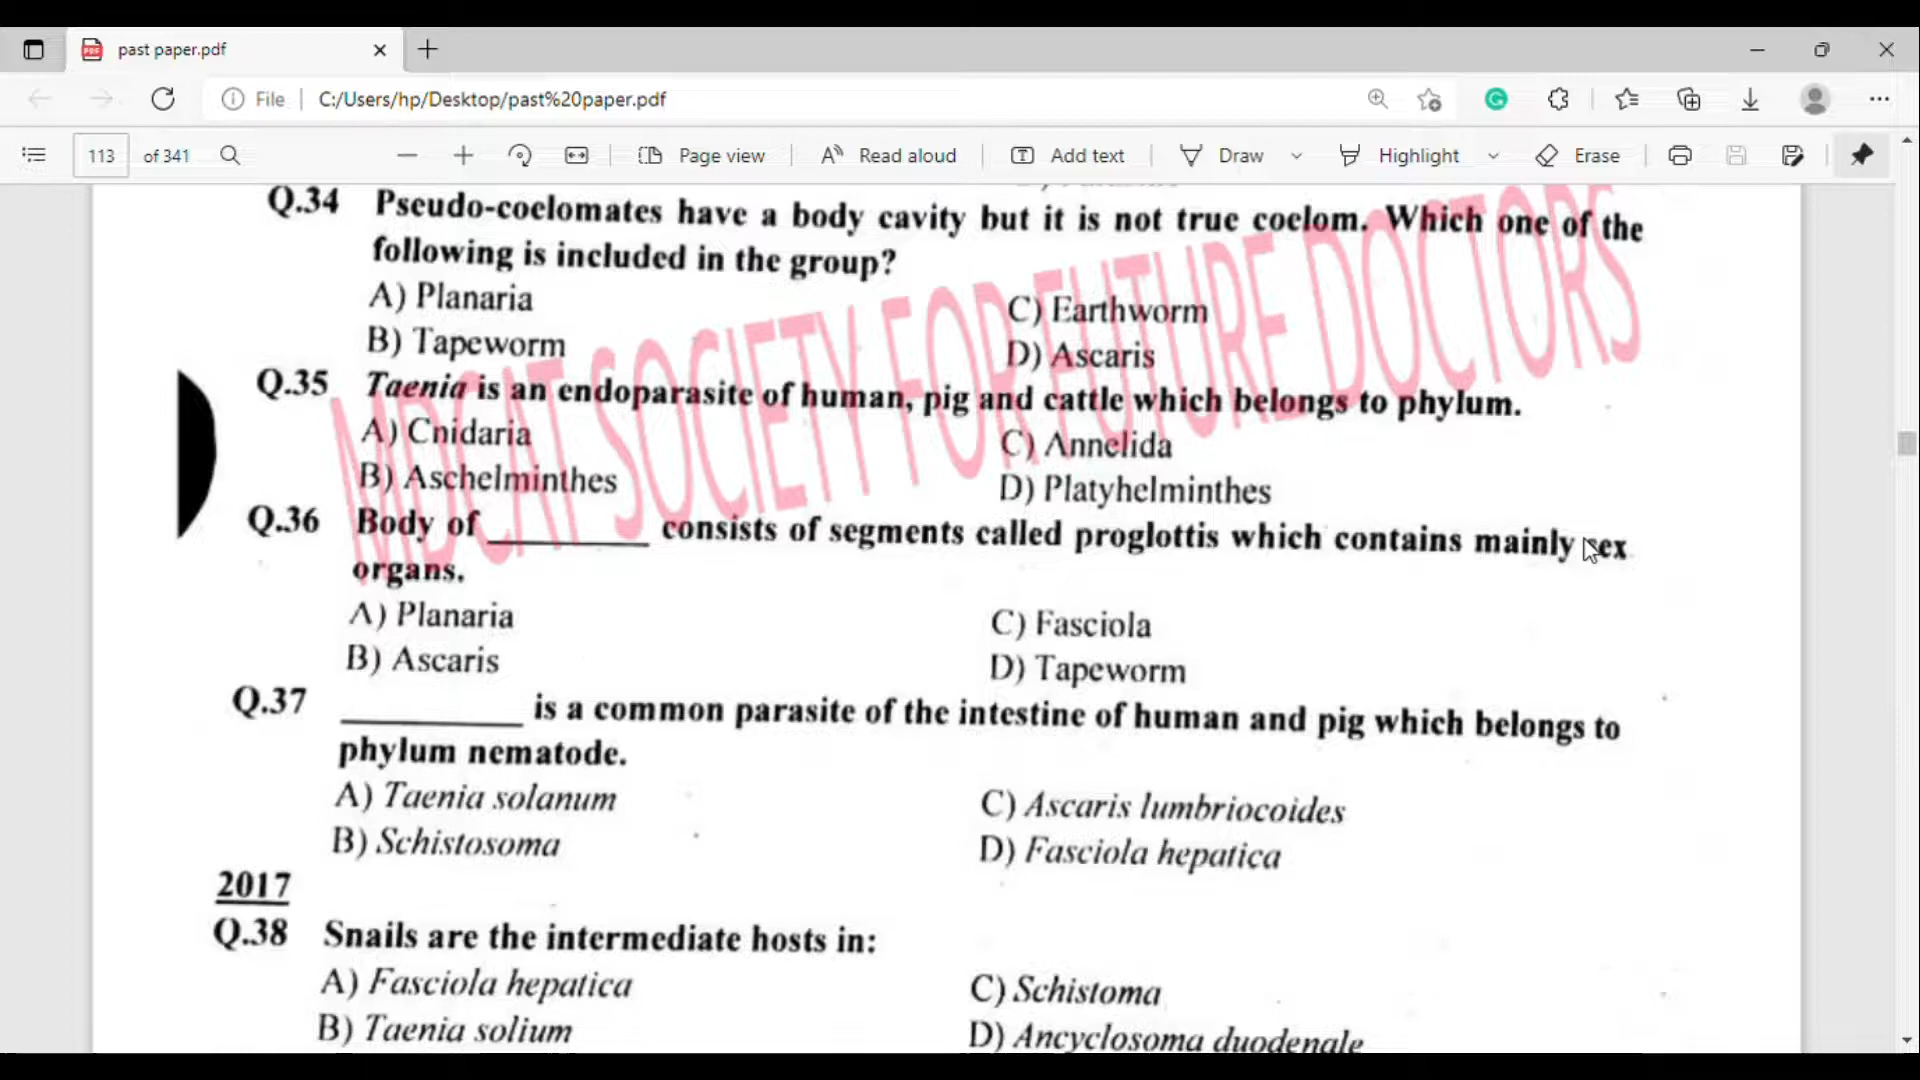 past paper.pdf
File
C:/Users/hp/Desktop/past%20paper.pdf
113 of 341
Page view
Read aloud
Add text
Draw
Highlight
Erase
Q.34 Pseudo-coelomates have a body cavity but it is not true coelom. Which one of the
following is included in the group?
A) Planaria
C) Earthworm
B) Tapeworm
D) Ascaris
Q.35 Taenia is an endoparasite of human, pig and cattle which belongs to phylum.
A) Cnidaria
C) Annelida
B) Aschelminthes
D) Platyhelminthes
Q.36 Body of _________ consists of segments called proglottis which contains mainly sex
organs.
A) Planaria
C) Fasciola
B) Ascaris
D) Tapeworm
Q.37 __________ is a common parasite of the intestine of human and pig which belongs to
phylum nematode.
A) Taenia solanum
C) Ascaris lumbriocoides
B) Schistosoma
D) Fasciola hepatica
2017
Q.38 Snails are the intermediate hosts in:
A) Fasciola hepatica
C) Schistoma
B) Taenia solium
D) Ancyclosoma duodenale
MDCAT SOCIETY FOR FUTURE DOCTORS